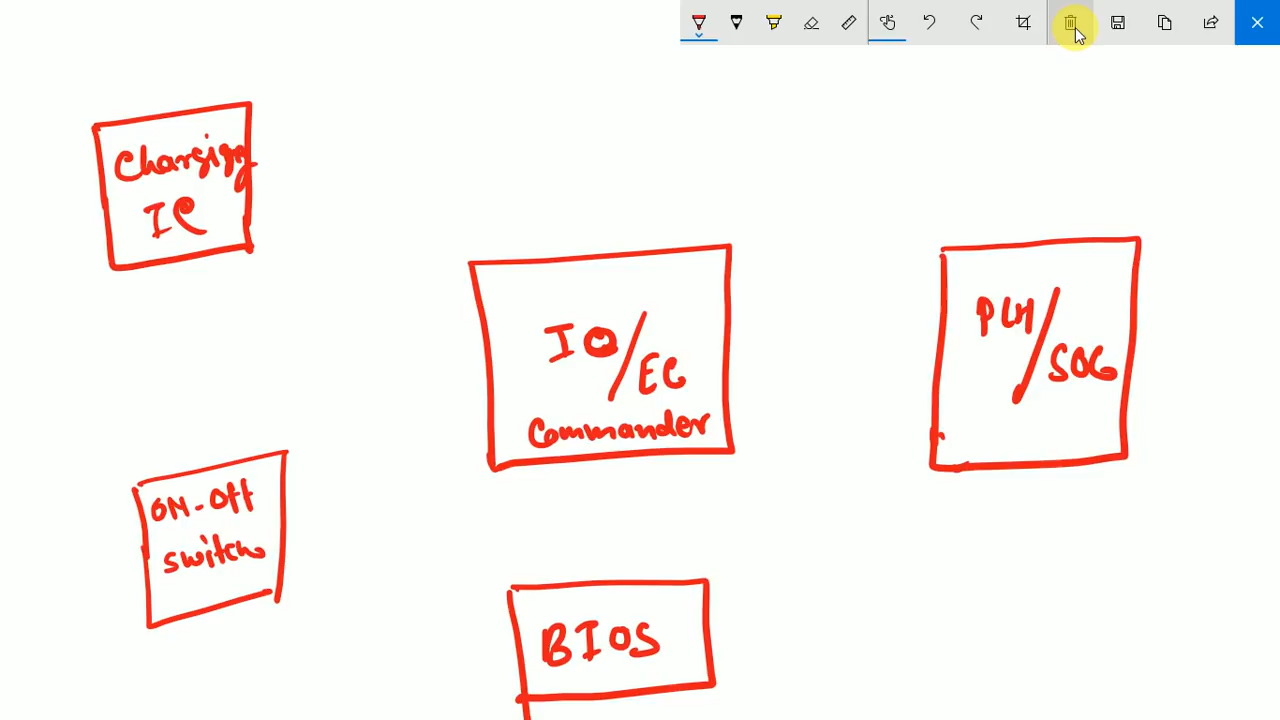 Charging
IC
IO/EC
Commander
PCH/SOC
ON-Off
switch
BIOS